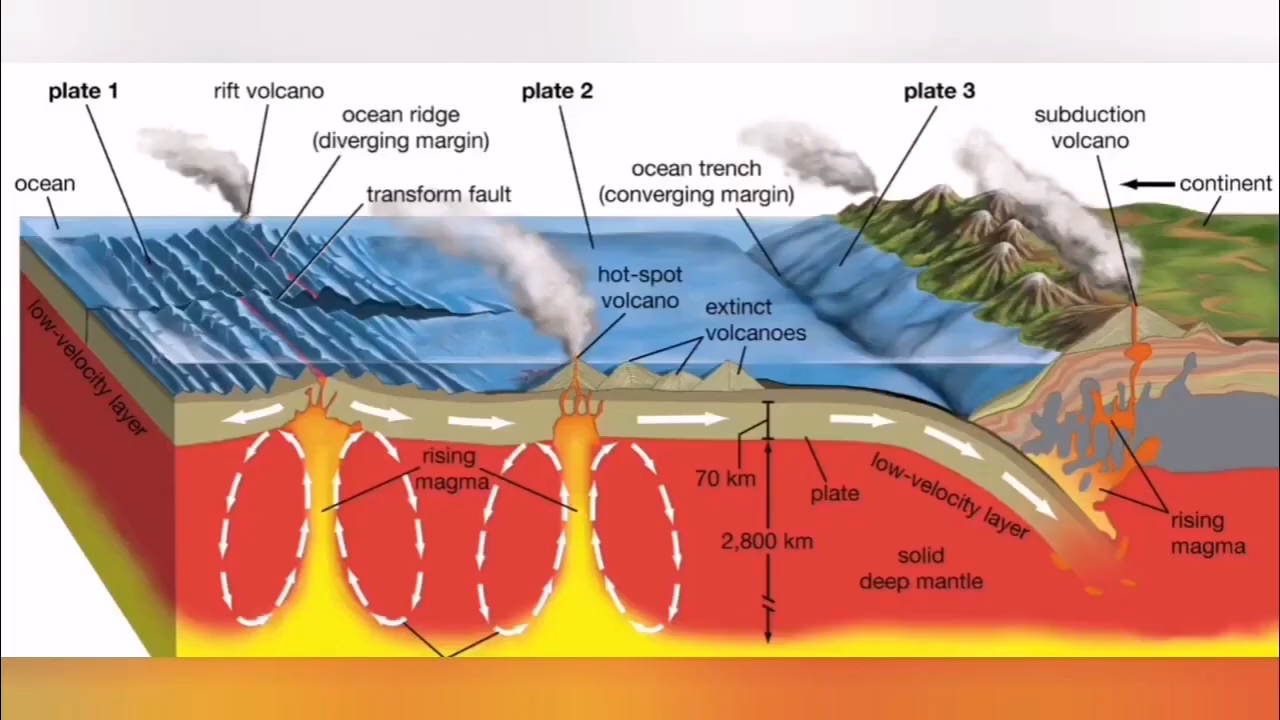 plate 1
rift volcano
plate 2
plate 3
ocean ridge
(diverging margin)
subduction
volcano
ocean trench
(converging margin)
ocean
transform fault
continent
hot-spot
volcano
extinct
volcanoes
low-velocity layer
rising
magma
70 km
plate
low-velocity layer
2,800 km
solid
deep mantle
rising
magma